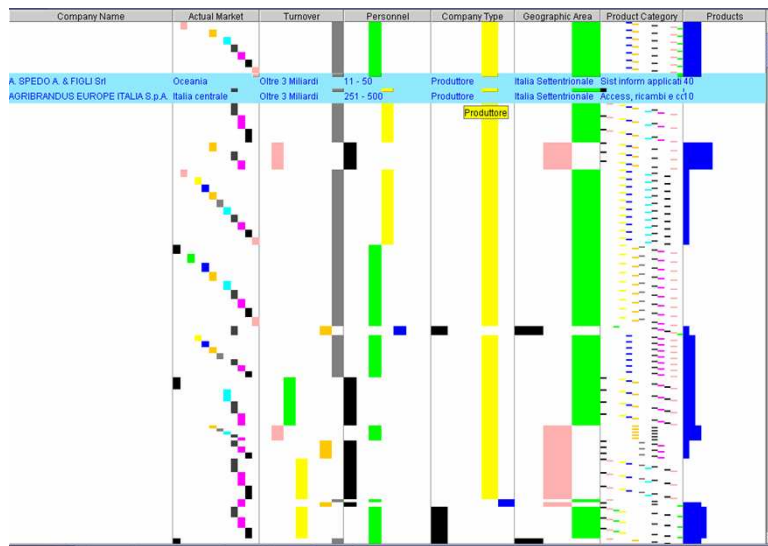 Company Name Actual Market Turnover Personnel Company Type Geographic Area Product Category Products
A. SPEDO A. & FIGLI Srl Oceania Oltre 3 Miliardi 11 - 50 Produttore Italia Settentrionale Sist inform applicati 40
AGRIBRANDUS EUROPE ITALIA S.p.A. Italia centrale Oltre 3 Miliardi 251 - 500 Produttore Italia Settentrionale Access, ricambi e cc 10
Produttore